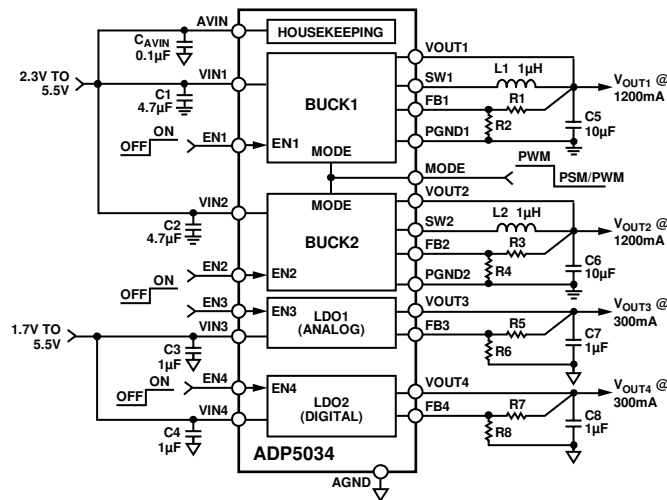 AVIN
HOUSEKEEPING
CAVIN
0.1µF
VOUT1
L1 1µH
2.3V TO
5.5V
VIN1
SW1
VOUT1 @
1200mA
C1
4.7µF
BUCK1
FB1
R1
R2
C5
10µF
ON
OFF
EN1
EN1
PGND1
MODE
MODE
PWM
PSM/PWM
VIN2
MODE
VOUT2
L2 1µH
C2
4.7µF
BUCK2
SW2
VOUT2 @
1200mA
FB2
R3
R4
C6
10µF
EN2
EN2
ON
OFF
PGND2
EN3
EN3
LDO1
(ANALOG)
VOUT3
VOUT3 @
300mA
1.7V TO
5.5V
VIN3
FB3
R5
R6
C7
1µF
C3
1µF
ON
OFF
EN4
EN4
LDO2
(DIGITAL)
VOUT4
VOUT4 @
300mA
VIN4
FB4
R7
R8
C8
1µF
C4
1µF
ADP5034
AGND